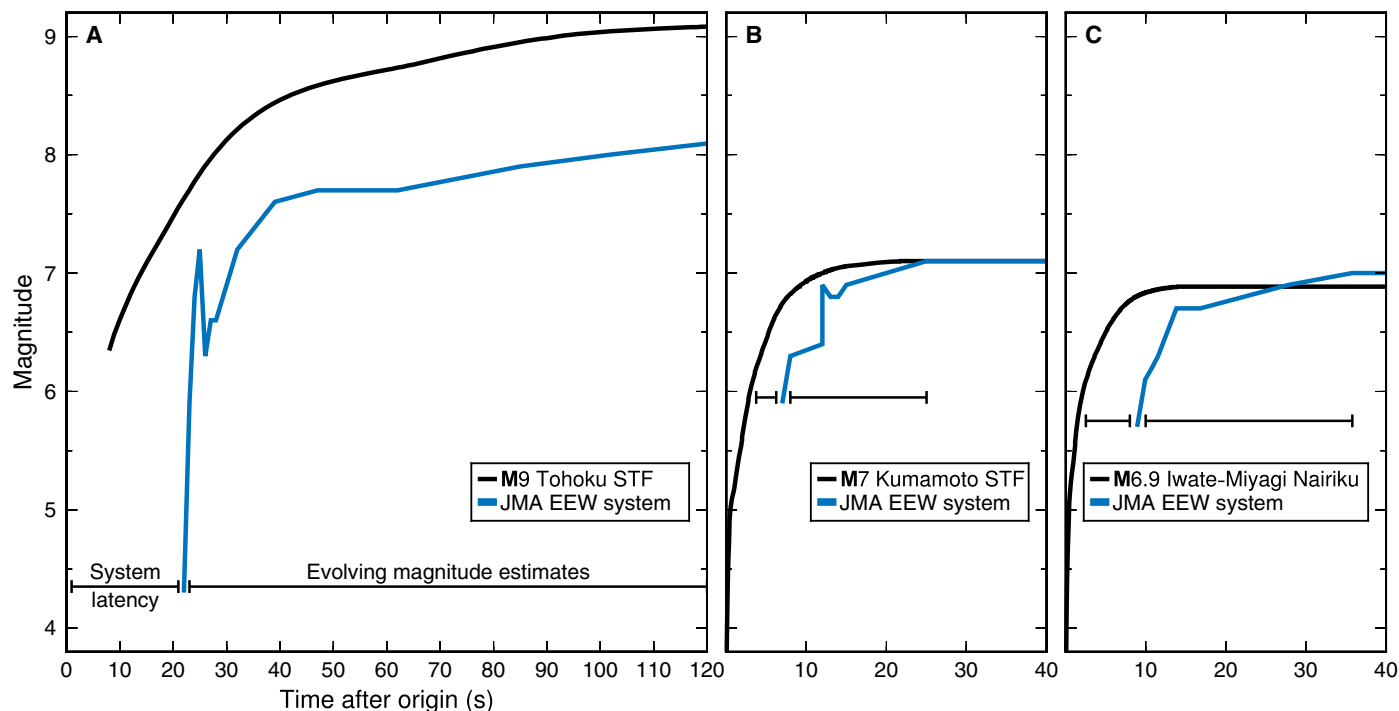 A
B
C
9
8
7
6
5
4
Magnitude
M9 Tohoku STF
JMA EEW system
M7 Kumamoto STF
JMA EEW system
M6.9 Iwate-Miyagi Nairiku
JMA EEW system
System
latency
Evolving magnitude estimates
0 10 20 30 40 50 60 70 80 90 100 110 120
10 20 30 40
10 20 30 40
Time after origin (s)